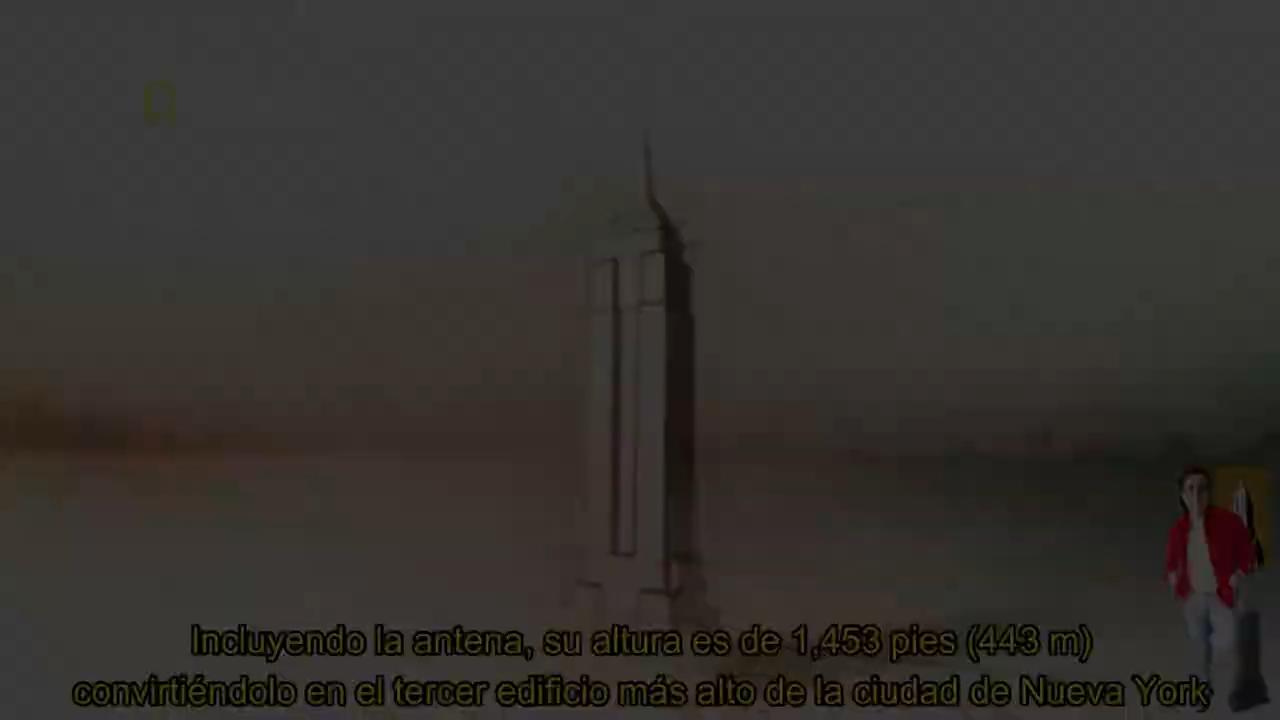 Incluyendo la antena, su altura es de 1,453 pies (443 m)
convirtiéndolo en el tercer edificio más alto de la ciudad de Nueva York